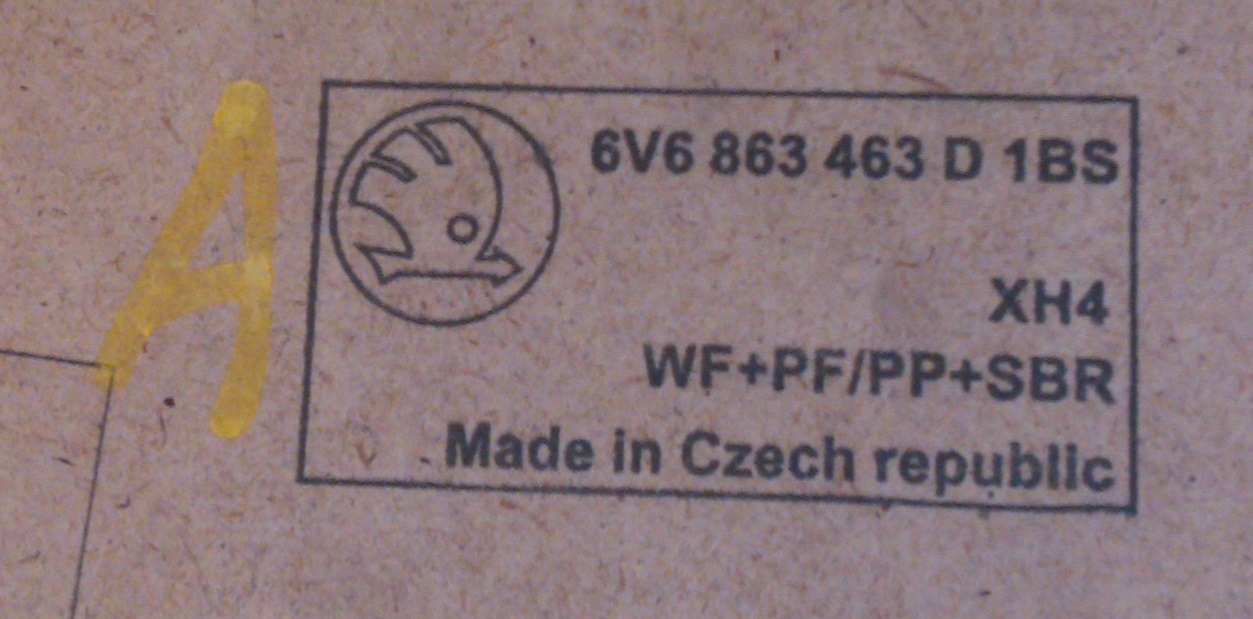 A
6V6 863 463 D 1BS
XH4
WF+PF/PP+SBR
Made in Czech republic